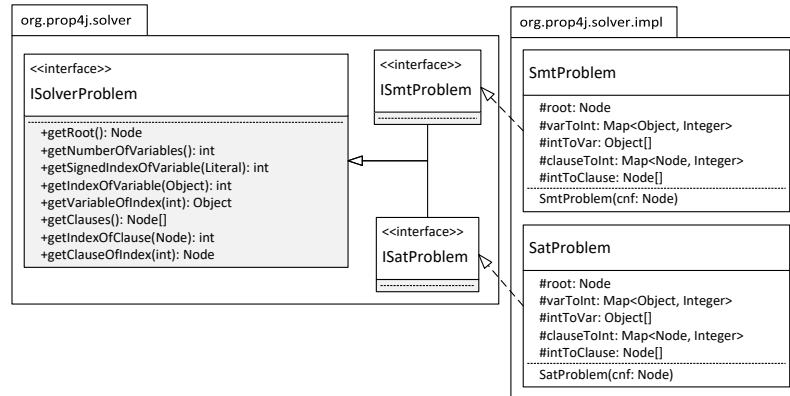 org.prop4j.solver
<<interface>>
ISolverProblem
+getRoot(): Node
+getNumberOfVariables(): int
+getSignedIndexOfVariable(Literal): int
+getIndexOfVariable(Object): int
+getVariableOfIndex(int): Object
+getClauses(): Node[]
+getIndexOfClause(Node): int
+getClauseOfIndex(int): Node
<<interface>>
ISmtProblem
<<interface>>
ISatProblem
org.prop4j.solver.impl
SmtProblem
#root: Node
#varToInt: Map<Object, Integer>
#intToVar: Object[]
#clauseToInt: Map<Node, Integer>
#intToClause: Node[]
SmtProblem(cnf: Node)
SatProblem
#root: Node
#varToInt: Map<Object, Integer>
#intToVar: Object[]
#clauseToInt: Map<Node, Integer>
#intToClause: Node[]
SatProblem(cnf: Node)